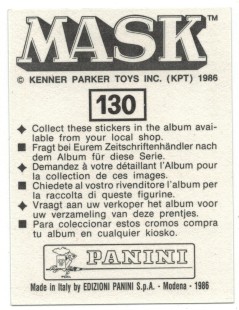 MASK™
© KENNER PARKER TOYS INC. (KPT) 1986
130
◆ Collect these stickers in the album avai-
lable from your local shop.
■ Fragt bei Eurem Zeitschriftenhändler nach
dem Album für diese Serie.
◆ Demandez à votre détaillant l'Album pour
la collection de ces images.
■ Chiedete al vostro rivenditore l'album per
la raccolta di queste figurine.
◆ Vraagt aan uw verkoper het album voor
uw verzameling van deze prentjes.
■ Para coleccionar estos cromos compra
tu album en cualquier kiosko.
PANINI
Made in Italy by EDIZIONI PANINI S.p.A. - Modena - 1986